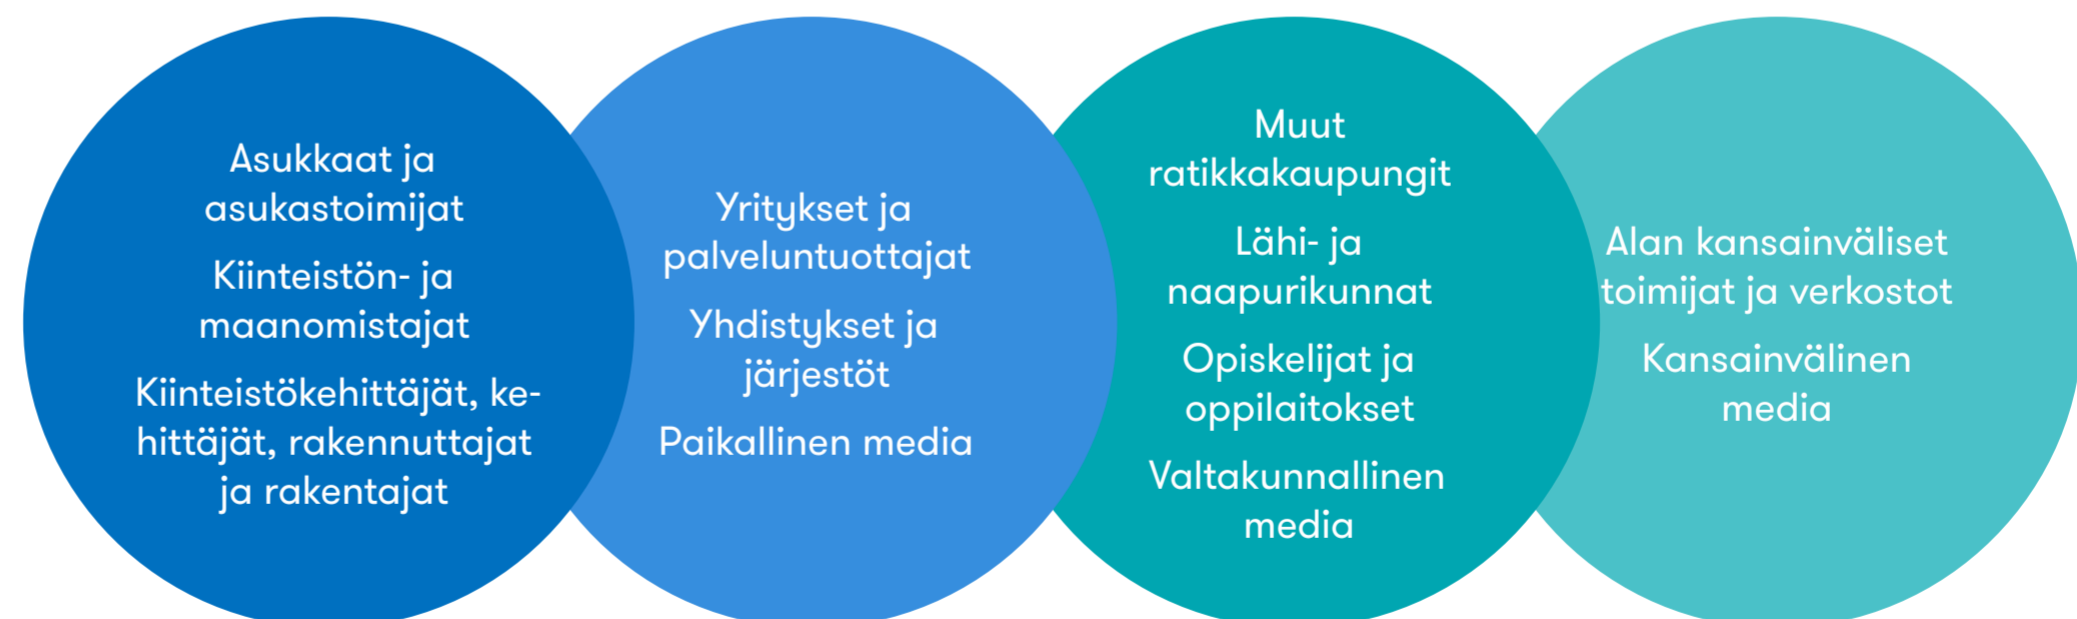 Asukkaat ja
asukastoimijat
Kiinteistön- ja
maanomistajat
Kiinteistökehittäjät, ke-
hittäjät, rakennuttajat
ja rakentajat
Yritykset ja
palveluntuottajat
Yhdistykset ja
järjestöt
Paikallinen media
Muut
ratikkakaupungit
Lähi- ja
naapurikunnat
Opiskelijat ja
oppilaitokset
Valtakunnallinen
media
Alan kansainväliset
toimijat ja verkostot
Kansainvälinen
media